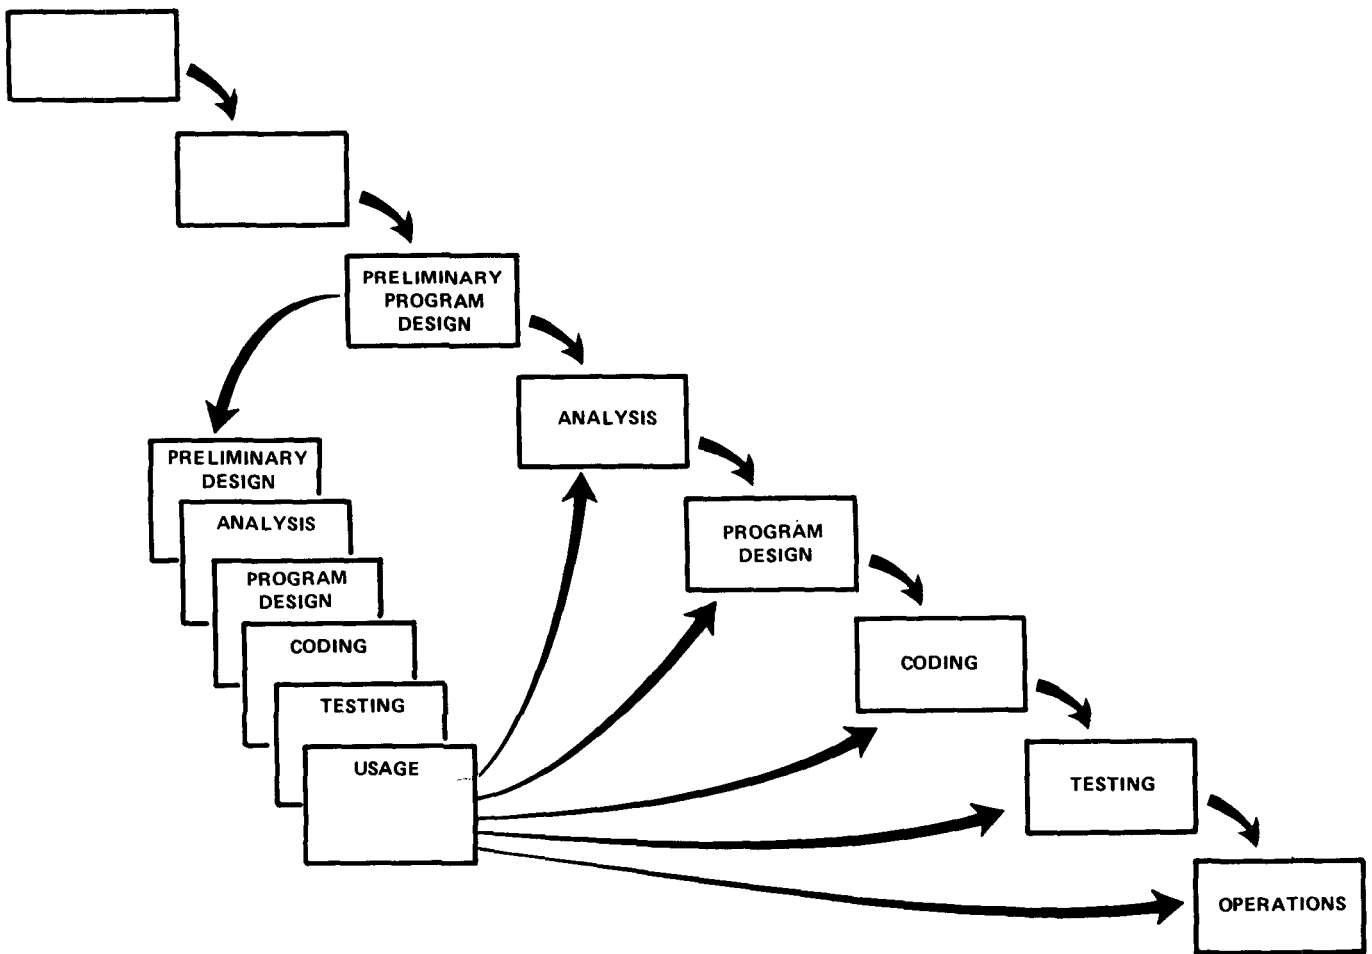 PRELIMINARY
PROGRAM
DESIGN
ANALYSIS
PROGRAM
DESIGN
CODING
TESTING
OPERATIONS
PRELIMINARY
DESIGN
ANALYSIS
PROGRAM
DESIGN
CODING
TESTING
USAGE